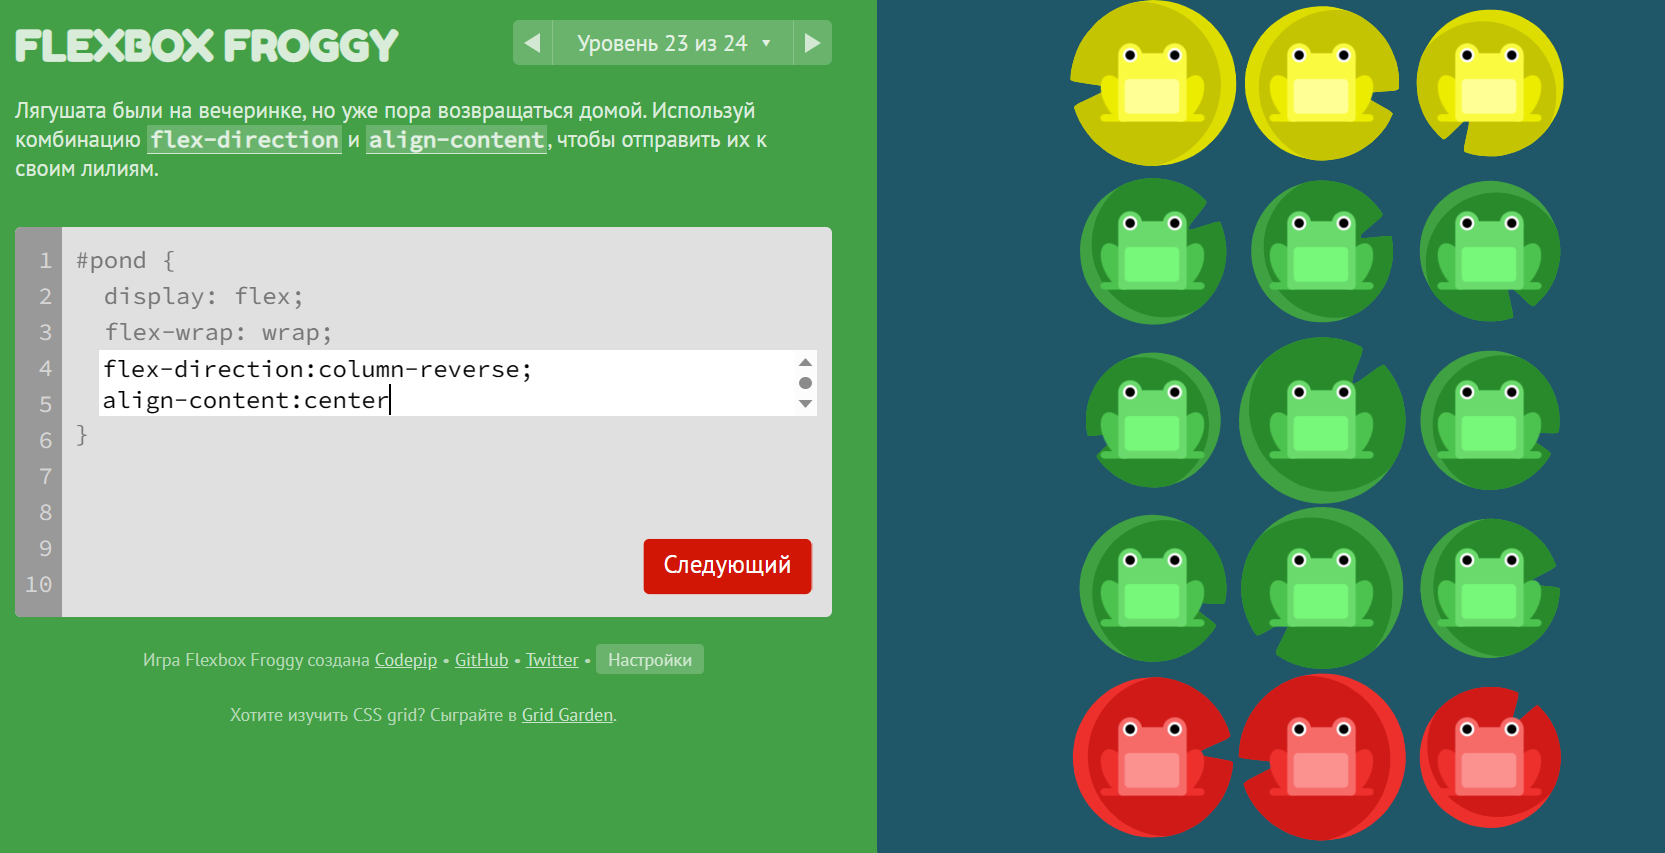 FLEXBOX FROGGY
Уровень 23 из 24
Лягушата были на вечеринке, но уже пора возвращаться домой. Используй
комбинацию flex-direction и align-content, чтобы отправить их к
своим лилиям.
1 #pond {
2 display: flex;
3 flex-wrap: wrap;
4 flex-direction:column-reverse;
5 align-content:center
6 }
7
8
9
10
Следующий
Игра Flexbox Froggy создана Codepip • GitHub • Twitter • Настройки
Хотите изучить CSS grid? Сыграйте в Grid Garden.